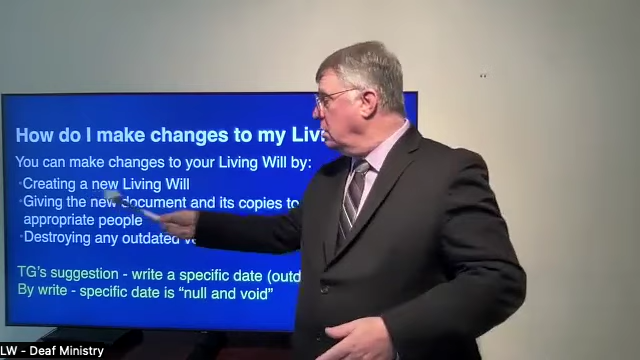 How do I make changes to my Liv
You can make changes to your Living Will by:
·Creating a new Living Will
·Giving the new document and its copies to
appropriate people
·Destroying any outdated
TG's suggestion - write a specific date (outd
By write - specific date is "null and void"
LW - Deaf Ministry